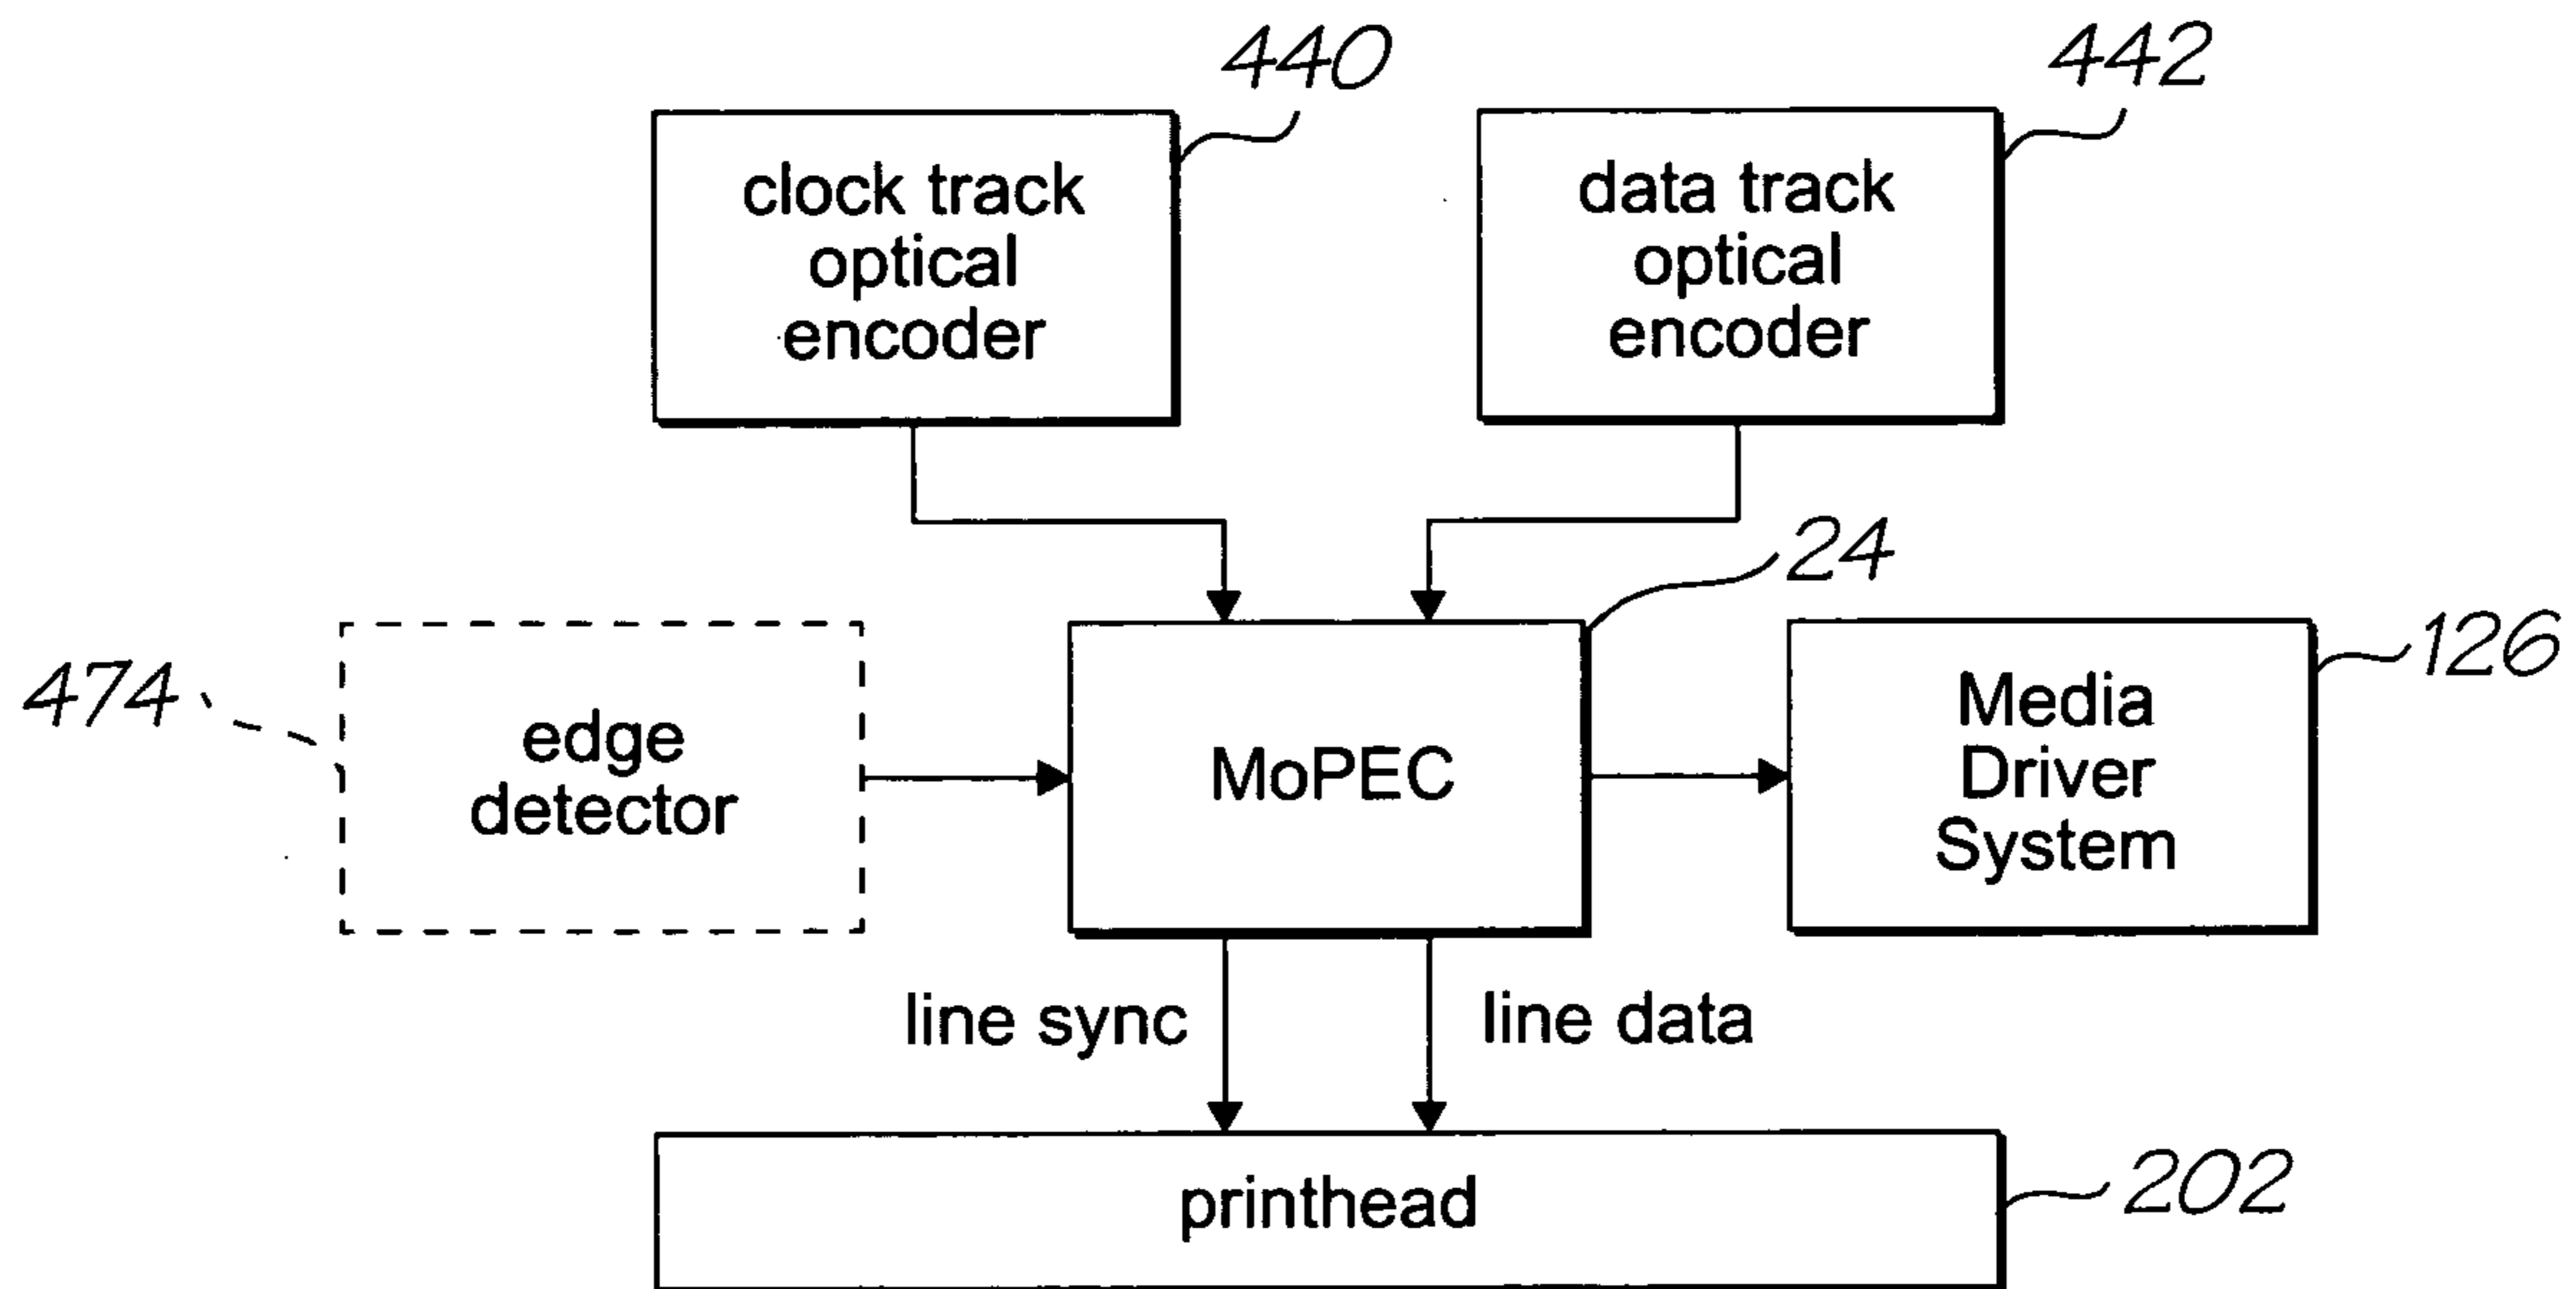 440
442
clock track
optical
encoder
data track
optical
encoder
24
126
474
edge
detector
MoPEC
Media
Driver
System
line sync
line data
printhead
202